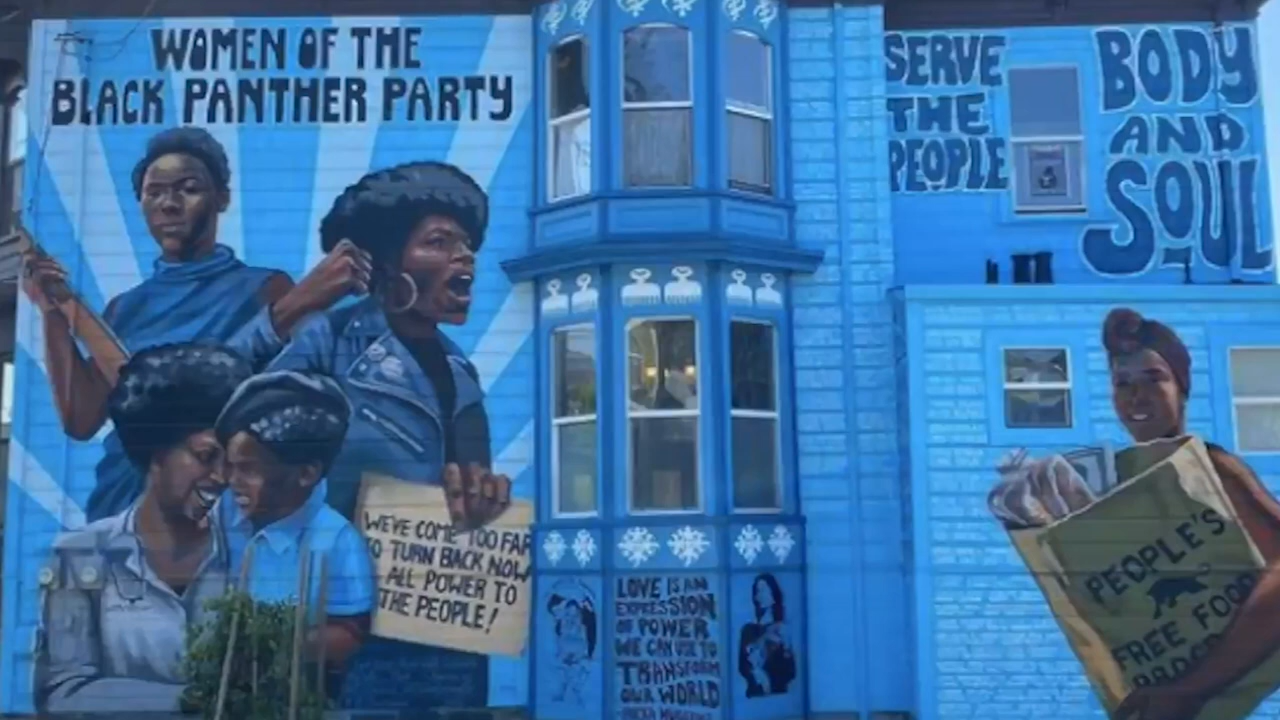 WOMEN OF THE
BLACK PANTHER PARTY
SERVE
THE
PEOPLE
BODY
AND
SOUL
WE'VE COME TOO FAR
TO TURN BACK NOW
ALL POWER TO
THE PEOPLE!
LOVE IS AN
EXPRESSION
OF POWER
WE CAN USE TO
TRANSFORM
OUR WORLD
PEOPLE'S
FREE FOOD